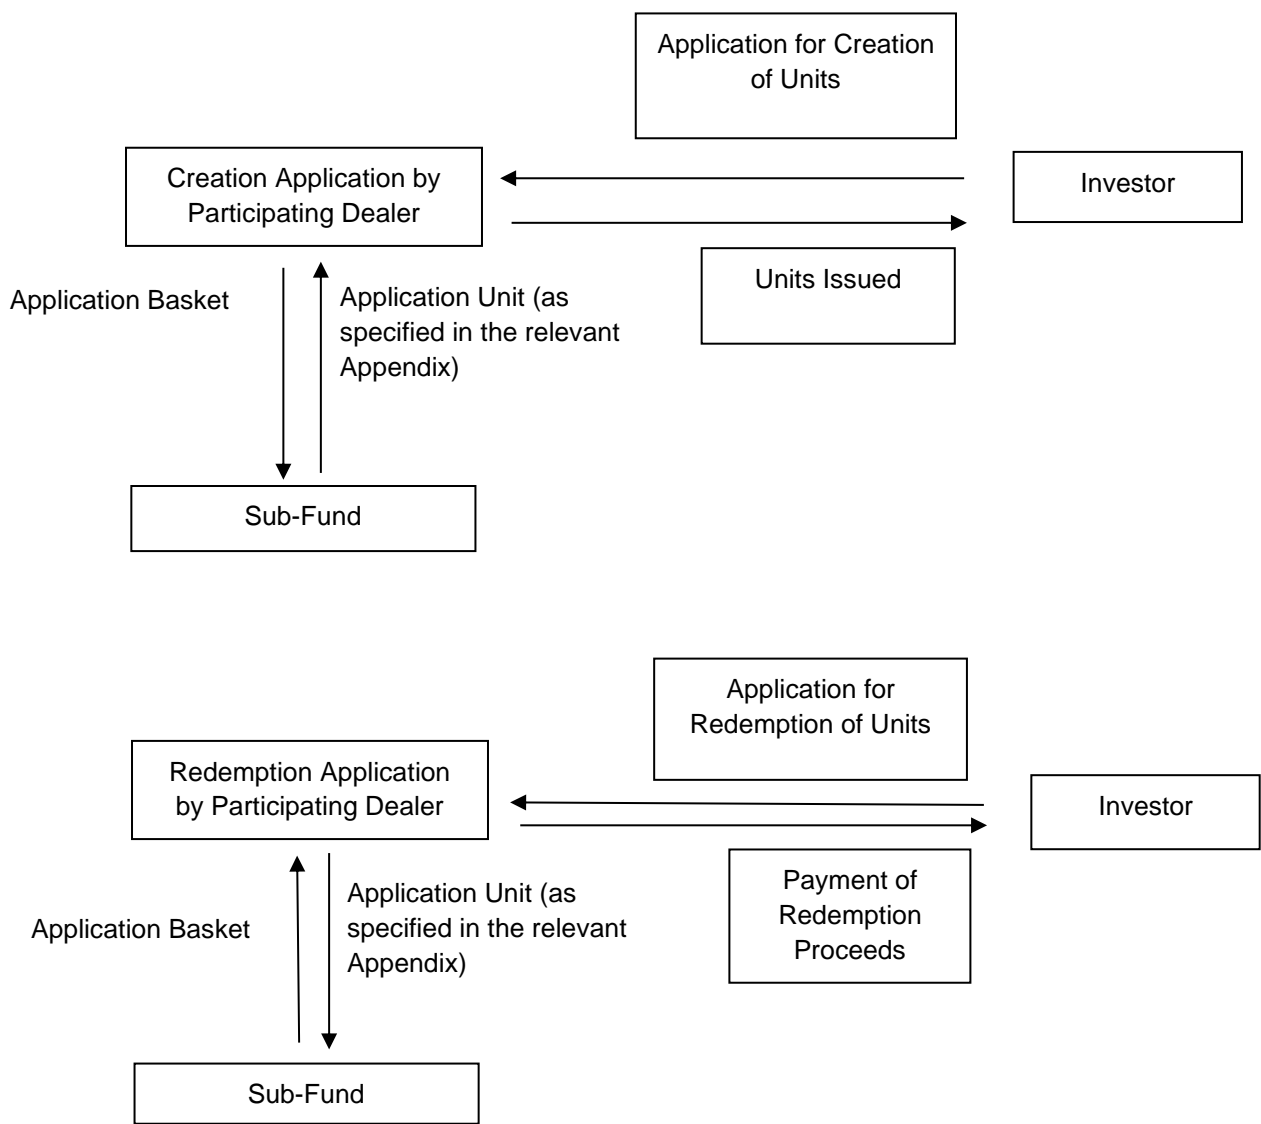 Application for Creation
of Units
Creation Application by
Participating Dealer
Investor
Units Issued
Application Basket
Application Unit (as
specified in the relevant
Appendix)
Sub-Fund
Application for
Redemption of Units
Redemption Application
by Participating Dealer
Investor
Payment of
Redemption
Proceeds
Application Basket
Application Unit (as
specified in the relevant
Appendix)
Sub-Fund